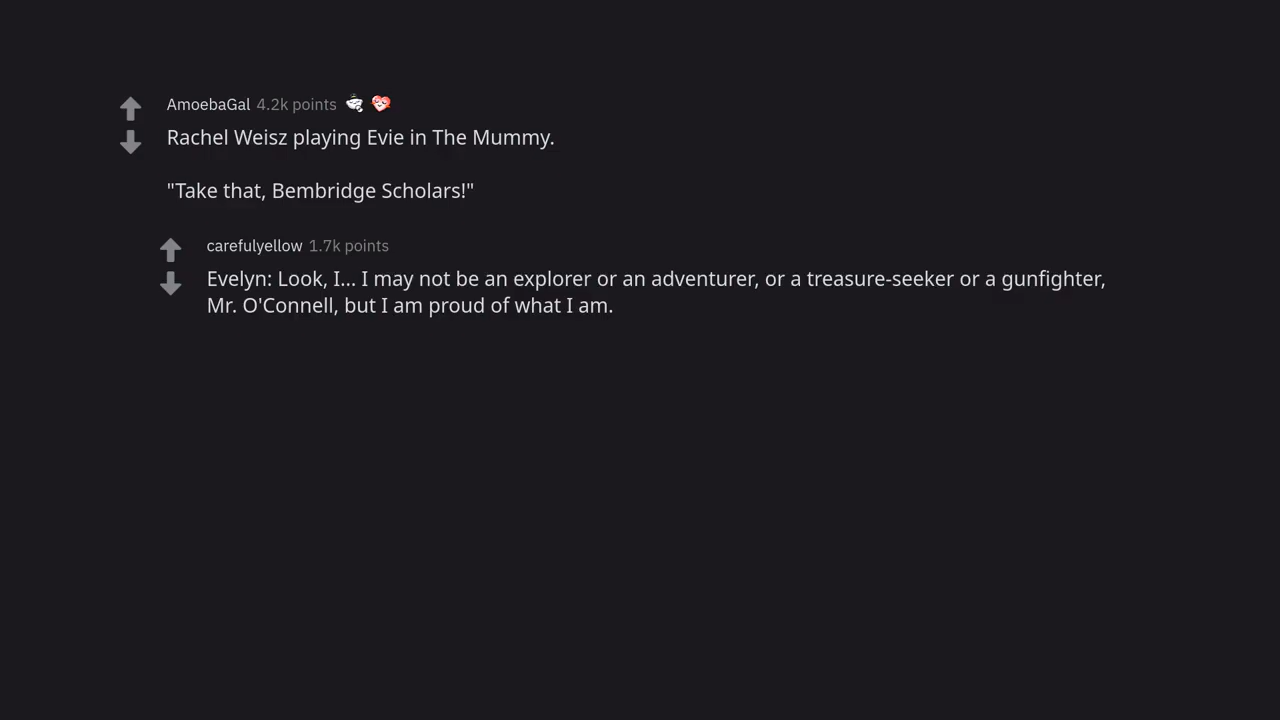 AmoebaGal 4.2k points
Rachel Weisz playing Evie in The Mummy.
"Take that, Bembridge Scholars!"
carefulyellow 1.7k points
Evelyn: Look, I... I may not be an explorer or an adventurer, or a treasure-seeker or a gunfighter,
Mr. O'Connell, but I am proud of what I am.